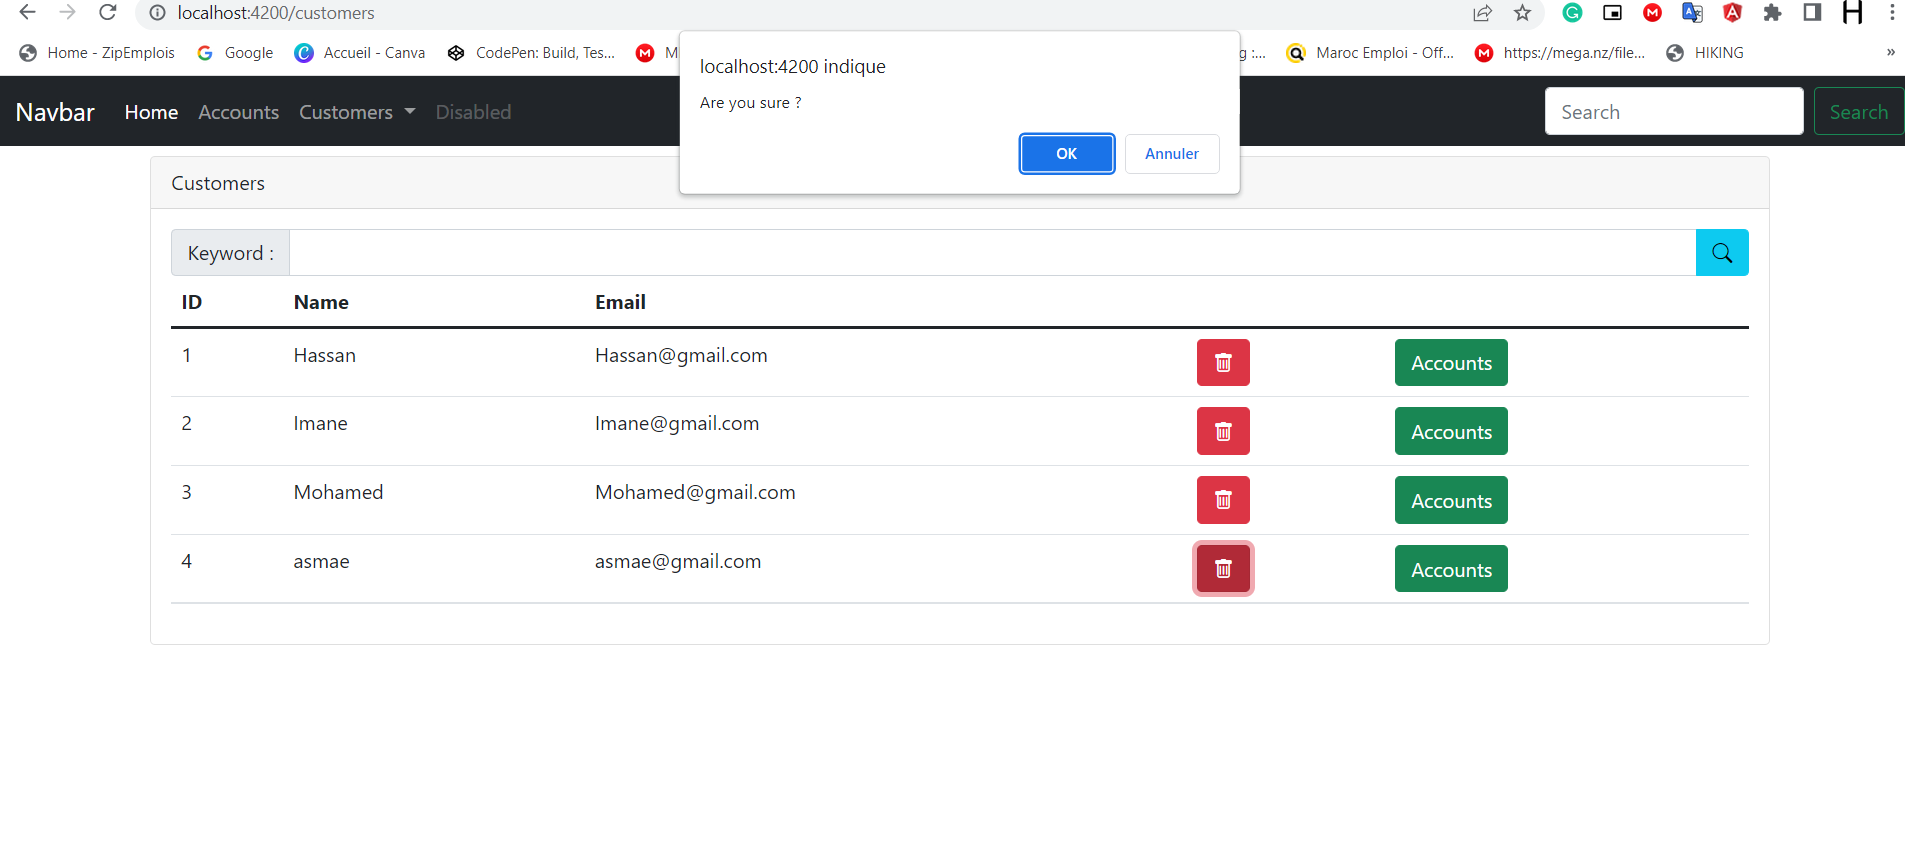 localhost:4200/customers
Home - ZipEmplois Google Accueil - Canva CodePen: Build, Tes... M g :... Maroc Emploi - Off... https://mega.nz/file... HIKING »
localhost:4200 indique
Are you sure ?
OK Annuler
Navbar Home Accounts Customers Disabled Search Search
Customers
Keyword :
ID Name Email
1 Hassan Hassan@gmail.com Accounts
2 Imane Imane@gmail.com Accounts
3 Mohamed Mohamed@gmail.com Accounts
4 asmae asmae@gmail.com Accounts